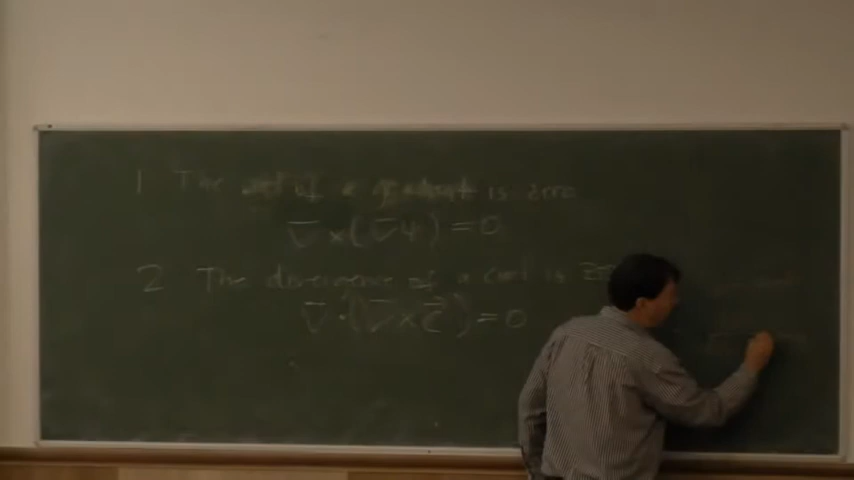 1 The curl of a gradient is zero
∇̄ × (∇̄ψ) = 0
2 The divergence of a curl is
∇̄ · (∇̄ × c⃗) = 0